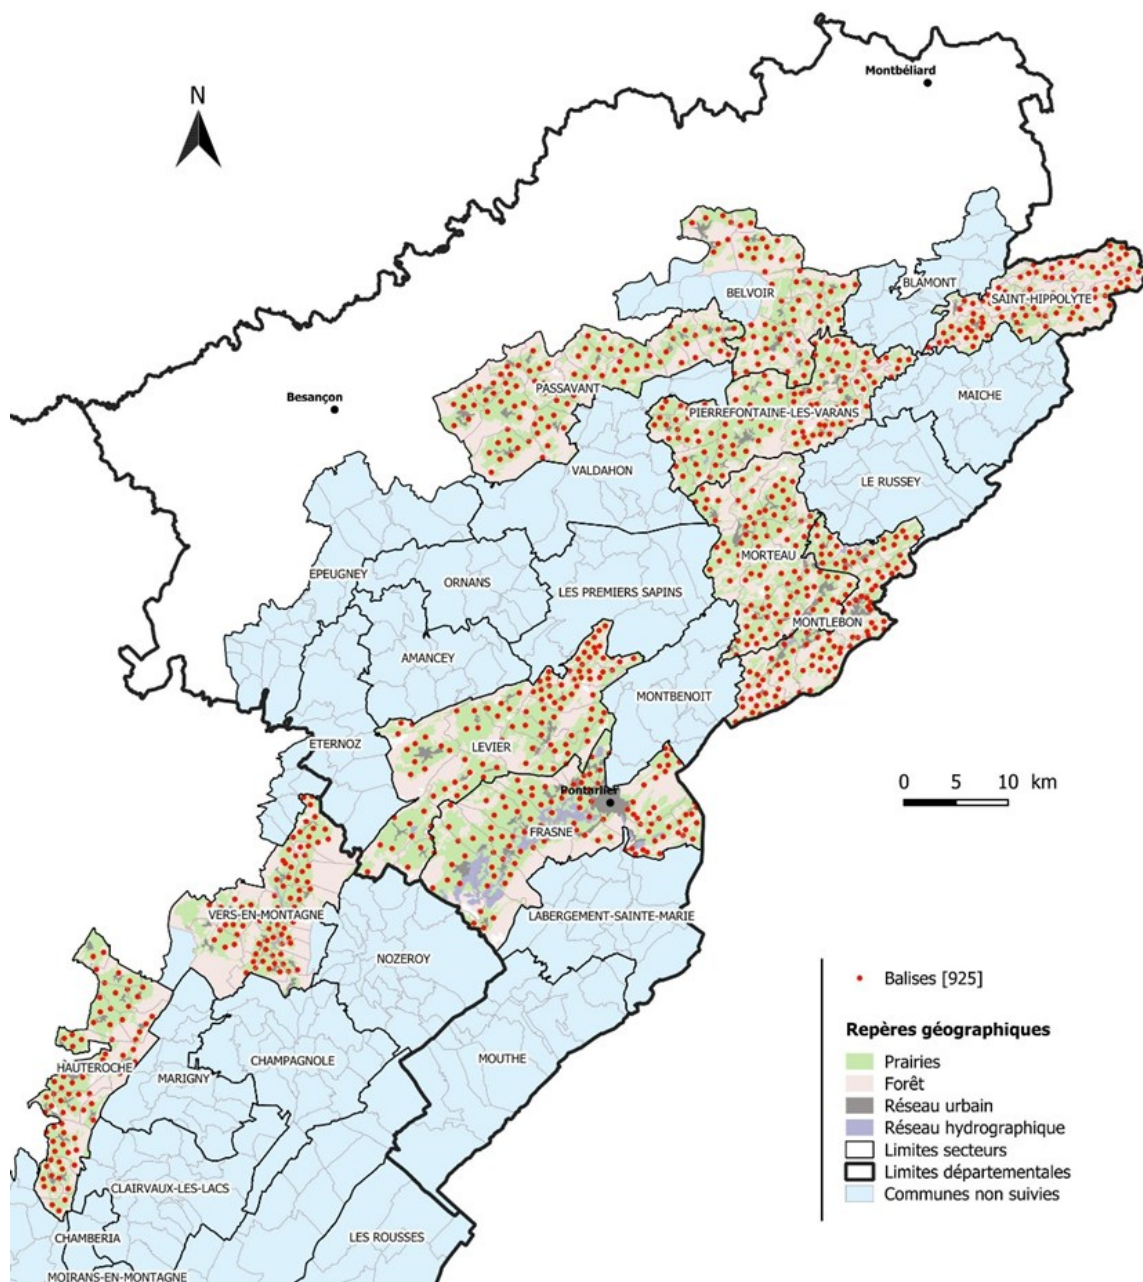 Montbéliard
N
BLAMONT
BELVOIR
SAINT-HIPPOLYTE
PASSAVANT
MAICHE
Besançon
PIERREFONTAINE-LES-VARANS
VALDAHON
LE RUSSEY
MORTEAU
EPEUGNEY
ORNANS
LES PREMIERS SAPINS
MONTLEBON
AMANCEY
MONTBENOIT
ETERNOZ
LEVIER
0 5 10 km
Pontarlier
FRASNE
VERS-EN-MONTAGNE
LABERGEMENT-SAINTE-MARIE
NOZEROY
Balises [925]
Repères géographiques
Prairies
Forêt
Réseau urbain
Réseau hydrographique
Limites secteurs
Limites départementales
Communes non suivies
MOUTHE
CHAMPAGNOLE
HAUTEROCHE
MARIGNY
CLAIRVAUX-LES-LACS
CHAMBERIA
LES ROUSSES
MOIRANS-EN-MONTAGNE